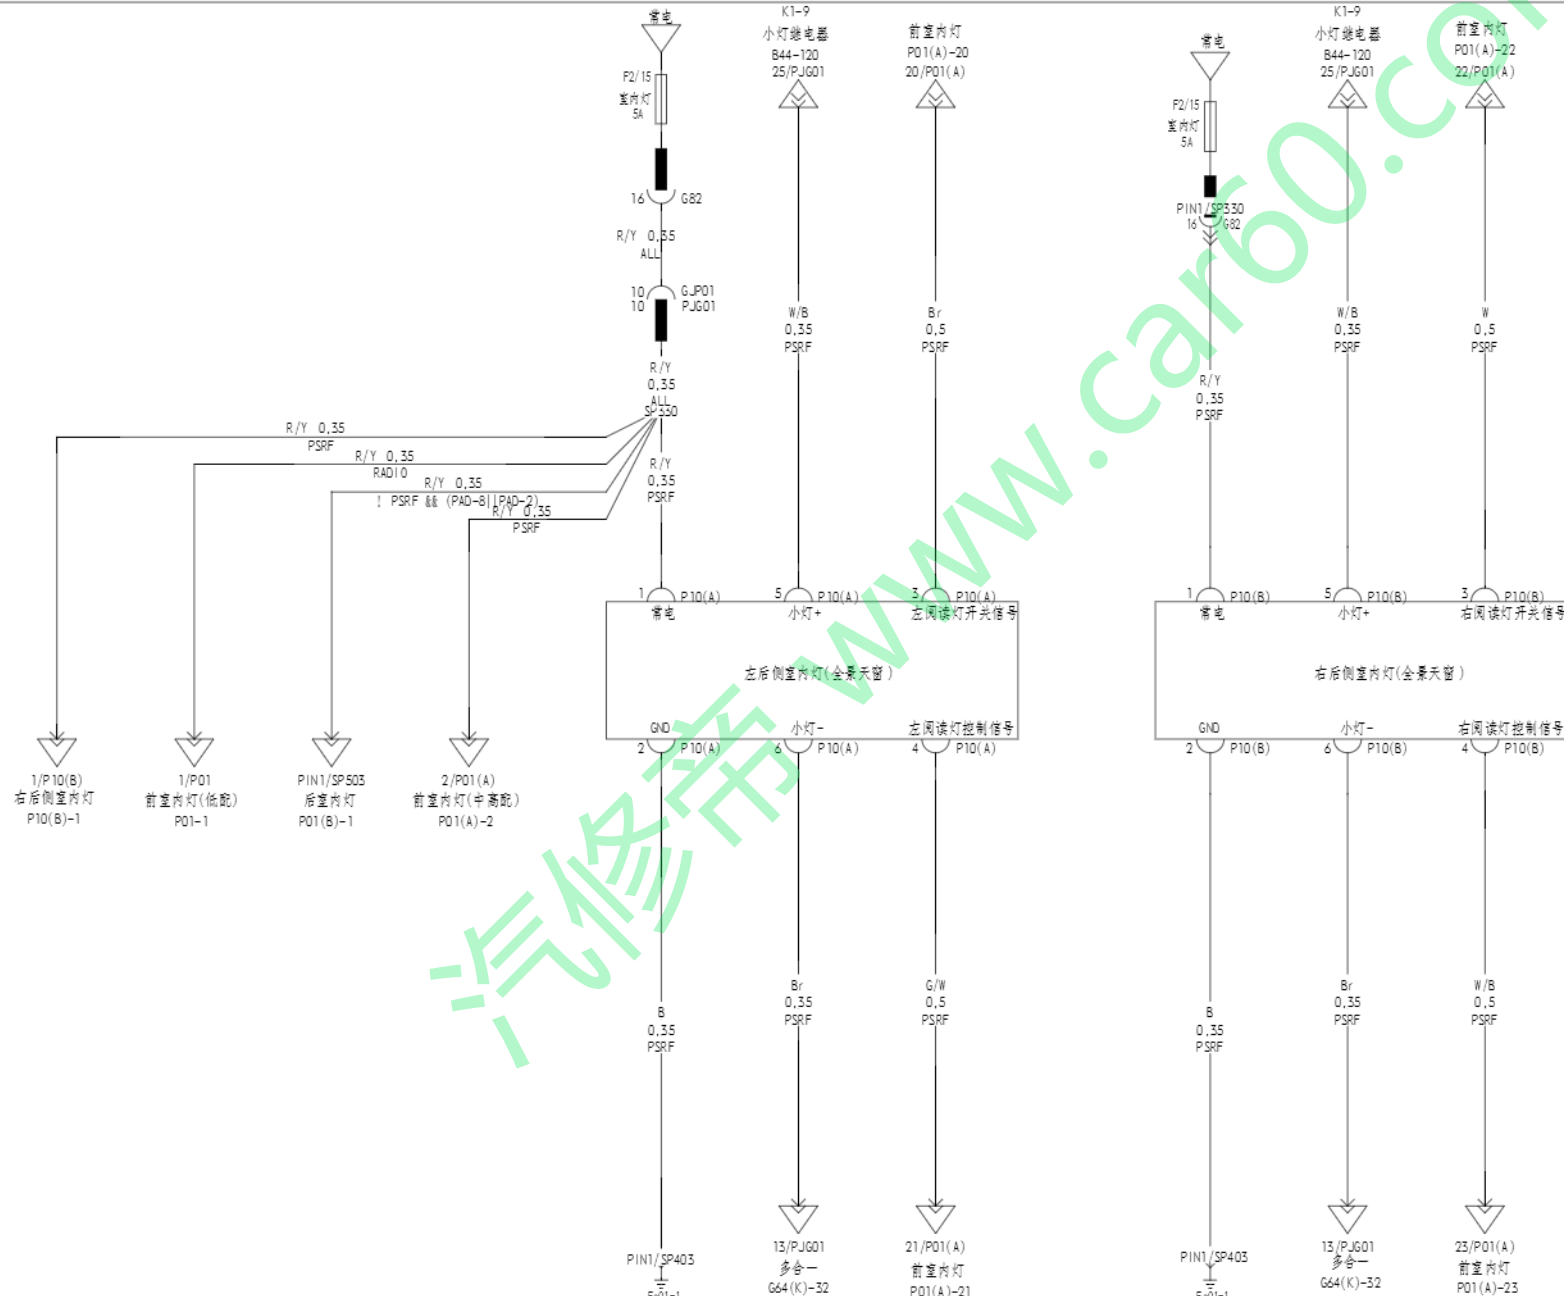 常电
F2/15
室内灯
5A
16 G82
R/Y 0,35
ALL
10 GJP01
10 PJG01
R/Y
0,35
ALL
SP330
R/Y 0,35
PSRF
R/Y 0,35
RADIO
R/Y 0,35
! PSRF && (PAD-8||PAD-2)
R/Y 0,35
PSRF
R/Y
0,35
PSRF
1/P10(B)
右后侧室内灯
P10(B)-1
1/P01
前室内灯(低配)
P01-1
PIN1/SP503
后室内灯
P01(B)-1
2/P01(A)
前室内灯(中高配)
P01(A)-2
K1-9
小灯继电器
B44-120
25/PJG01
W/B
0,35
PSRF
前室内灯
P01(A)-20
20/P01(A)
Br
0,5
PSRF
1 P10(A)
5 P10(A)
3 P10(A)
常电
小灯+
左阅读灯开关信号
左后侧室内灯(全景天窗)
GND
小灯-
左阅读灯控制信号
2 P10(A)
6 P10(A)
4 P10(A)
B
0,35
PSRF
Br
0,35
PSRF
G/W
0,5
PSRF
PIN1/SP403
13/PJG01
多合一
G64(K)-32
21/P01(A)
前室内灯
P01(A)-21
常电
F2/15
室内灯
5A
PIN1/SP330
16 G82
R/Y
0,35
PSRF
K1-9
小灯继电器
B44-120
25/PJG01
W/B
0,35
PSRF
前室内灯
P01(A)-22
22/P01(A)
W
0,5
PSRF
1 P10(B)
5 P10(B)
3 P10(B)
常电
小灯+
右阅读灯开关信号
右后侧室内灯(全景天窗)
GND
小灯-
右阅读灯控制信号
2 P10(B)
6 P10(B)
4 P10(B)
B
0,35
PSRF
Br
0,35
PSRF
W/B
0,5
PSRF
PIN1/SP403
13/PJG01
多合一
G64(K)-32
23/P01(A)
前室内灯
P01(A)-23
汽修帝 www.car60.com